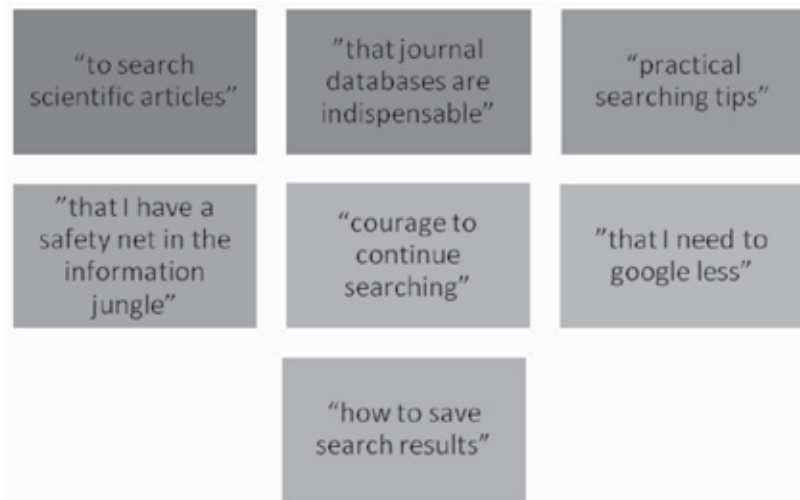 “to search
scientific articles”
”that journal
databases are
indispensable”
“practical
searching tips”
”that I have a
safety net in the
information
jungle”
“courage to
continue
searching”
”that I need to
google less”
“how to save
search results”